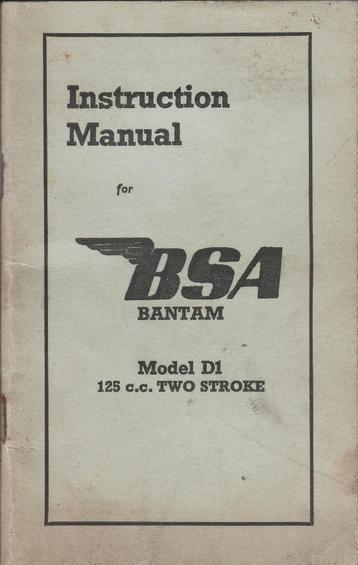 Instruction
Manual
for
BSA
BANTAM
Model D1
125 c.c. TWO STROKE